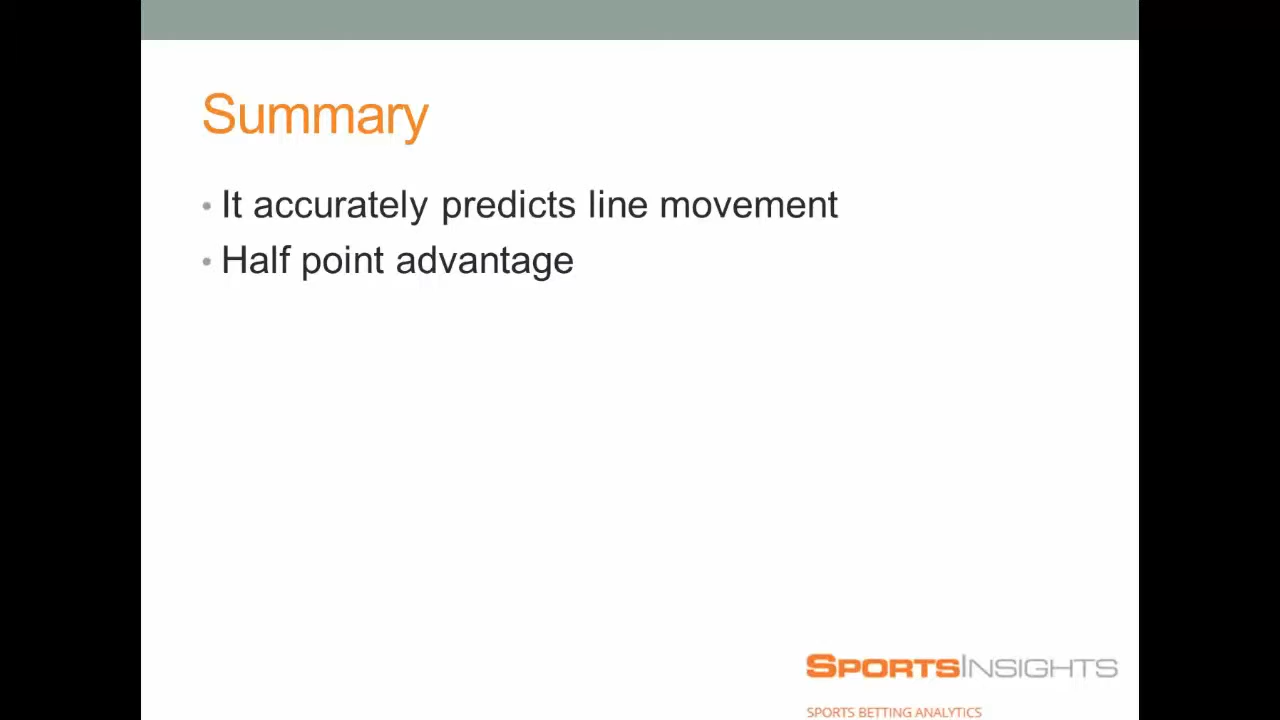 Summary
• It accurately predicts line movement
• Half point advantage
SPORTSINSIGHTS
SPORTS BETTING ANALYTICS